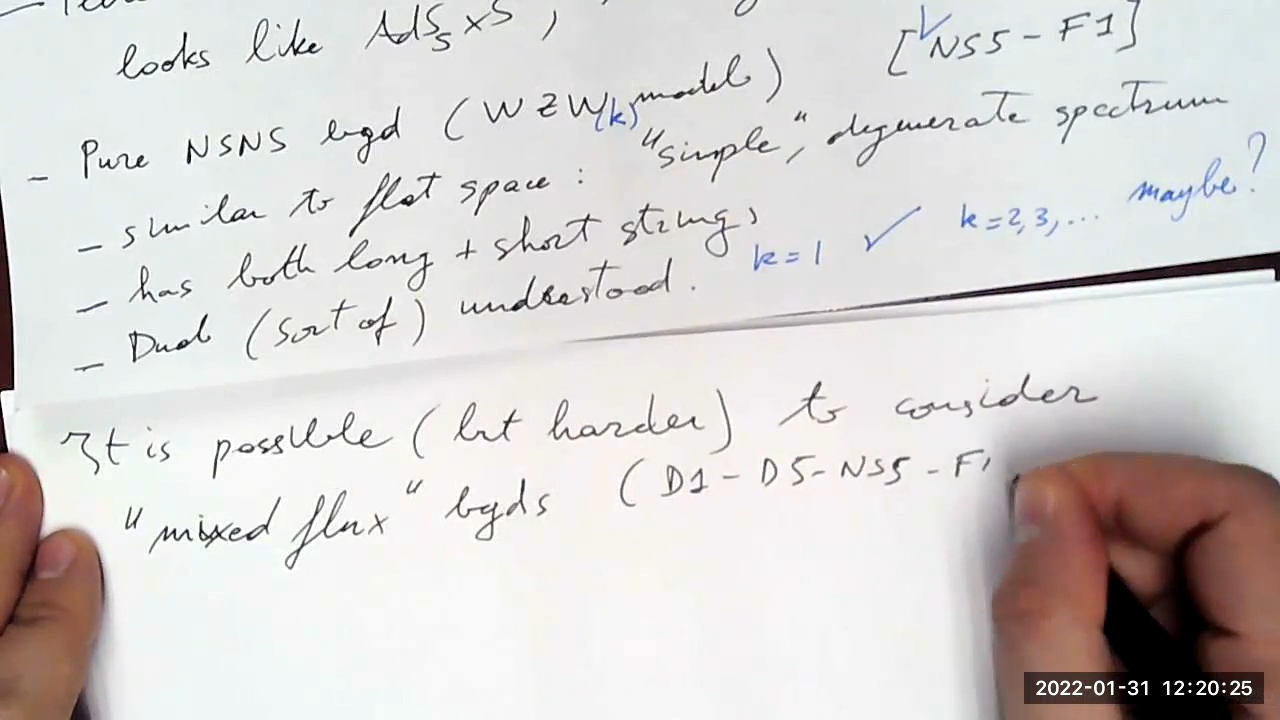 looks like AdS₅×S⁵,
[NS5 - F1]
- Pure NSNS bgd (WZW(k) model)
- similar to flat space : "simple", degenerate spectrum
- has both long + short strings
k=1 ✓ k=2,3,... maybe?
- Dual (sort of) understood.
It is possible (but harder) to consider
"mixed flux" bgds (D1 - D5 - NS5 - F1
2022-01-31 12:20:25